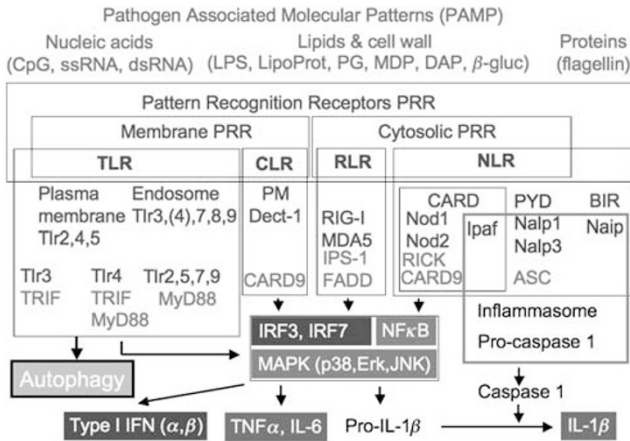 Pathogen Associated Molecular Patterns (PAMP)
Nucleic acids Lipids & cell wall Proteins
(CpG, ssRNA, dsRNA) (LPS, LipoProt, PG, MDP, DAP, β-gluc) (flagellin)
Pattern Recognition Receptors PRR
Membrane PRR Cytosolic PRR
TLR CLR RLR NLR
Plasma Endosome PM CARD PYD BIR
membrane Tlr3,(4),7,8,9 Dect-1 RIG-I Nod1 Ipaf Nalp1 Naip
Tlr2,4,5 MDA5 Nod2 Nalp3
IPS-1 RICK
Tlr3 Tlr4 Tlr2,5,7,9 CARD9 FADD CARD9 ASC
TRIF TRIF MyD88
MyD88
Inflammasome
IRF3, IRF7 NFκB
Pro-caspase 1
MAPK (p38,Erk,JNK)
Autophagy
Caspase 1
Type I IFN (α,β) TNFα, IL-6 Pro-IL-1β IL-1β